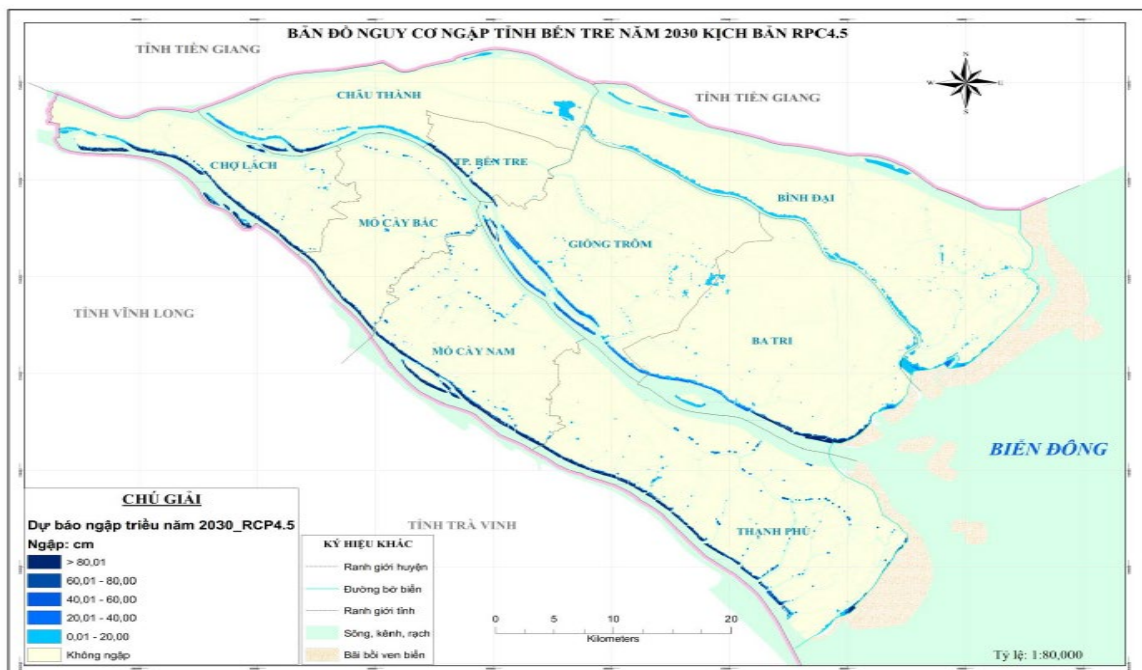 BẢN ĐỒ NGUY CƠ NGẬP TỈNH BẾN TRE NĂM 2030 KỊCH BẢN RPC4.5
TỈNH TIỀN GIANG
TỈNH TIỀN GIANG
N
W
E
S
CHÂU THÀNH
CHỢ LÁCH
TP. BẾN TRE
BÌNH ĐẠI
MỎ CÀY BẮC
GIỒNG TRÔM
TỈNH VĨNH LONG
MỎ CÀY NAM
BA TRI
BIỂN ĐÔNG
TỈNH TRÀ VINH
THẠNH PHÚ
CHÚ GIẢI
Dự báo ngập triều năm 2030_RCP4.5
Ngập: cm
> 80,01
60,01 - 80,00
40,01 - 60,00
20,01 - 40,00
0,01 - 20,00
Không ngập
KÝ HIỆU KHÁC
Ranh giới huyện
Đường bờ biển
Ranh giới tỉnh
Sông, kênh, rạch
Bãi bồi ven biển
0 5 10 20
Kilometers
Tỷ lệ: 1:80,000